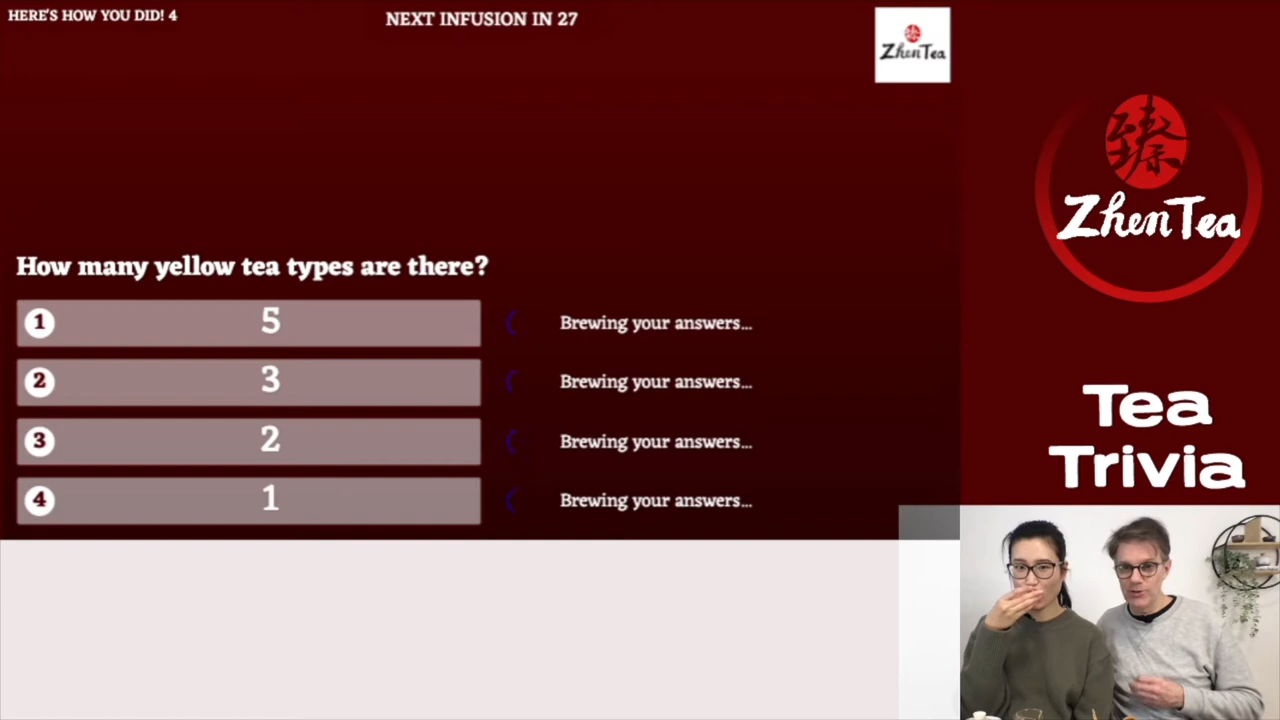 HERE'S HOW YOU DID! 4
NEXT INFUSION IN 27
ZhenTea
臻
ZhenTea
How many yellow tea types are there?
1 5 Brewing your answers...
2 3 Brewing your answers...
3 2 Brewing your answers...
4 1 Brewing your answers...
Tea
Trivia